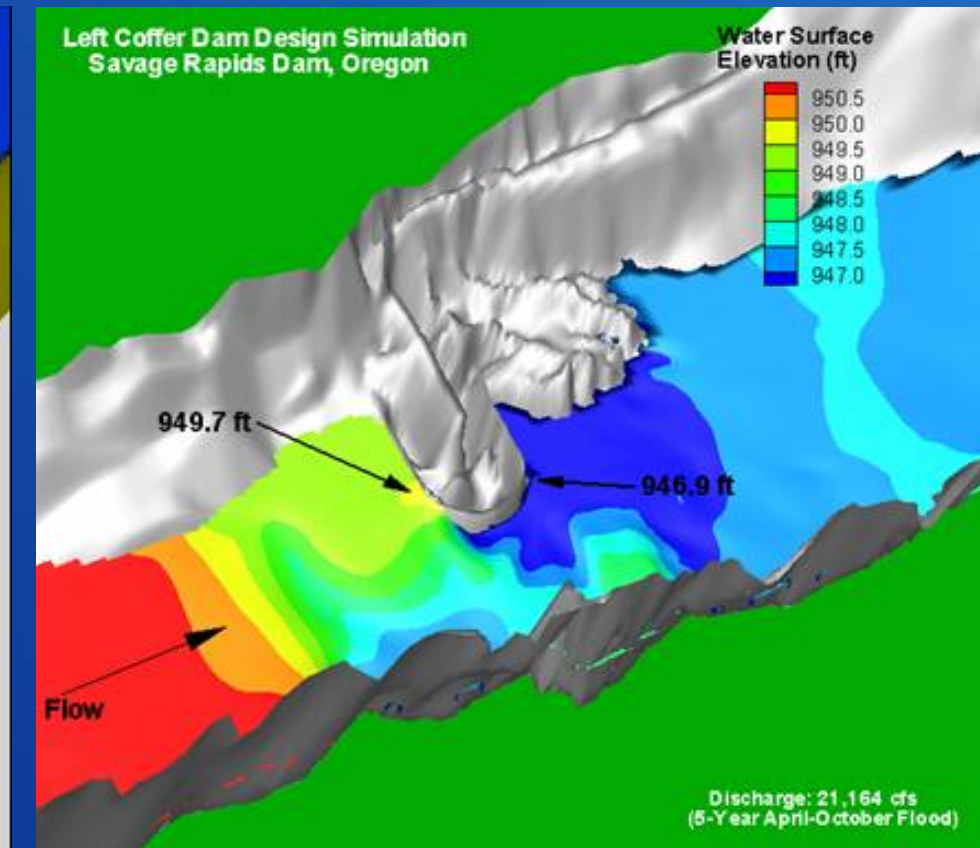 Left Coffer Dam Design Simulation
Savage Rapids Dam, Oregon
Water Surface
Elevation (ft)
950.5
950.0
949.5
949.0
948.5
948.0
947.5
947.0
949.7 ft
946.9 ft
Flow
Discharge: 21,164 cfs
(5-Year April-October Flood)